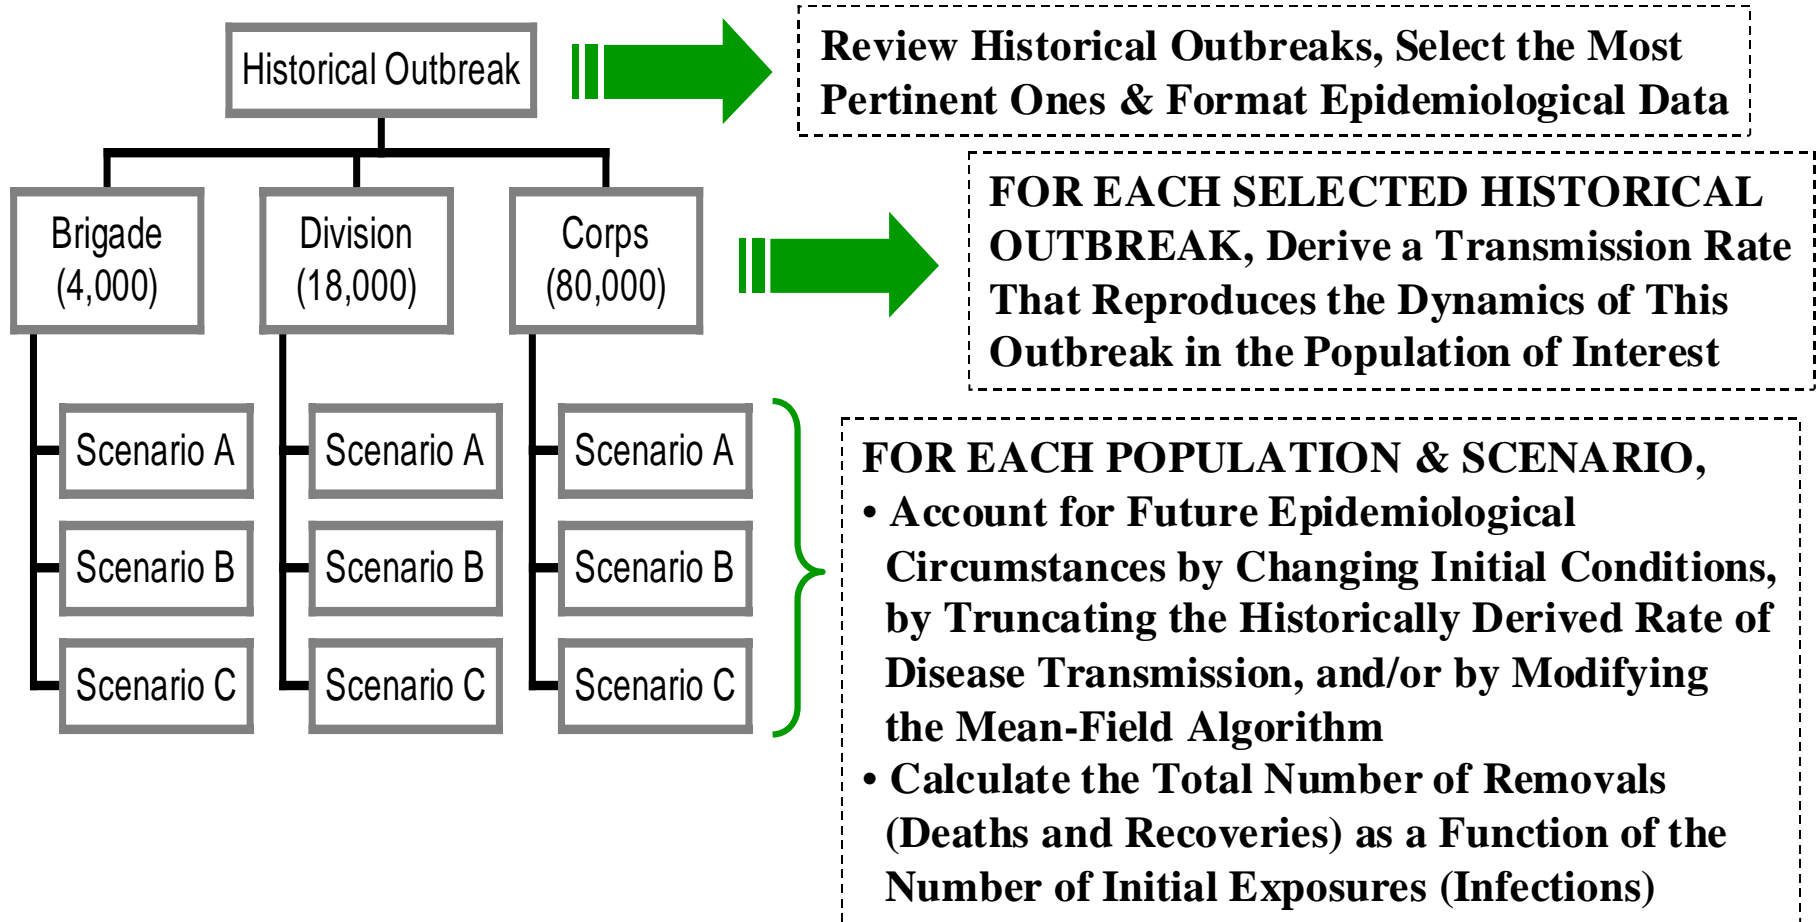 Historical Outbreak
Review Historical Outbreaks, Select the Most
Pertinent Ones & Format Epidemiological Data
Brigade
(4,000)
Division
(18,000)
Corps
(80,000)
FOR EACH SELECTED HISTORICAL
OUTBREAK, Derive a Transmission Rate
That Reproduces the Dynamics of This
Outbreak in the Population of Interest
Scenario A
Scenario B
Scenario C
Scenario A
Scenario B
Scenario C
Scenario A
Scenario B
Scenario C
FOR EACH POPULATION & SCENARIO,
• Account for Future Epidemiological
Circumstances by Changing Initial Conditions,
by Truncating the Historically Derived Rate of
Disease Transmission, and/or by Modifying
the Mean-Field Algorithm
• Calculate the Total Number of Removals
(Deaths and Recoveries) as a Function of the
Number of Initial Exposures (Infections)